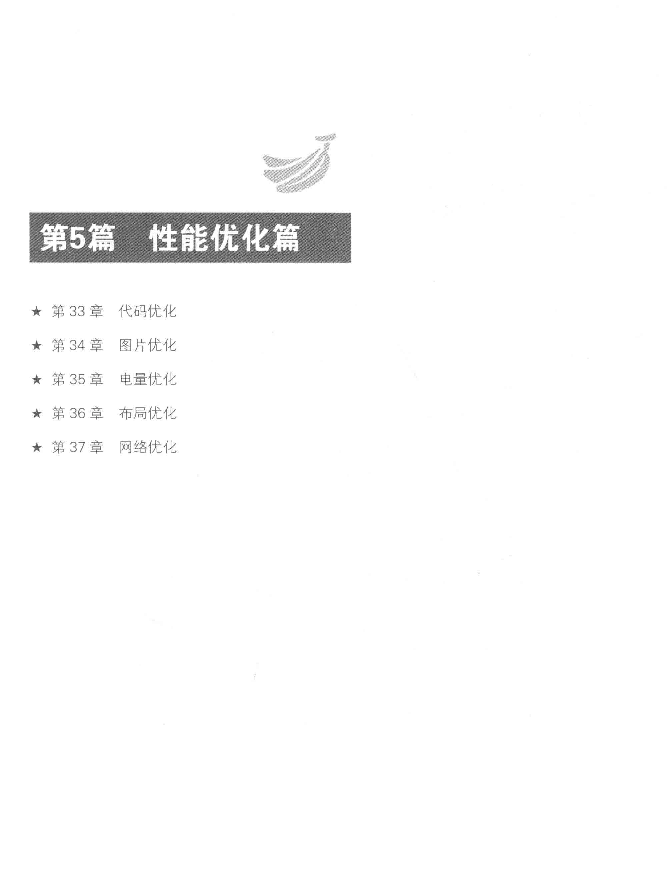 第5篇 性能优化篇
★ 第 33 章 代码优化
★ 第 34 章 图片优化
★ 第 35 章 电量优化
★ 第 36 章 布局优化
★ 第 37 章 网络优化